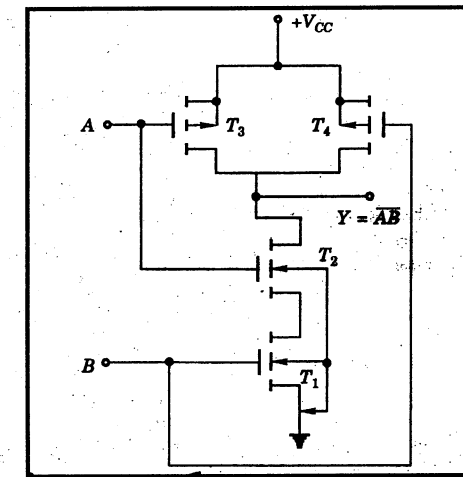 +V_CC
A
T_3
T_4
Y = \overline{AB}
T_2
B
T_1